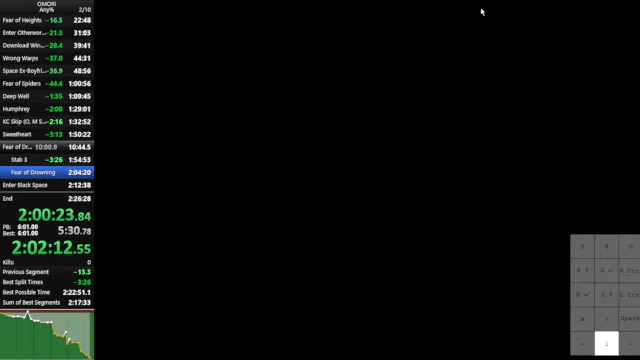 OMORI
Any% 2/10
Fear of Heights -16.5 22:48
Enter Otherwor... -21.3 31:03
Download Win... -28.4 39:41
Wrong Warps -37.0 44:31
Space Ex-Boyfri... -36.9 48:56
Fear of Spiders -44.4 1:00:56
Deep Well -1:35 1:09:45
Humphrey -2:00 1:29:01
KC Skip (O, M S... -2:16 1:32:52
Sweetheart -3:13 1:50:22
Fear of Dr... 10:00.9 10:44.5
Stab 3 -3:26 1:54:53
Fear of Drowning 2:04:20
Enter Black Space 2:12:38
End 2:26:28
2:00:23.84
PB: 6:01.00
Best: 6:01.00 5:30.78
2:02:12.55
Kills: 0
Previous Segment -13.3
Best Split Times -3:26
Best Possible Time 2:22:51.1
Sum of Best Segments 2:17:33
Space